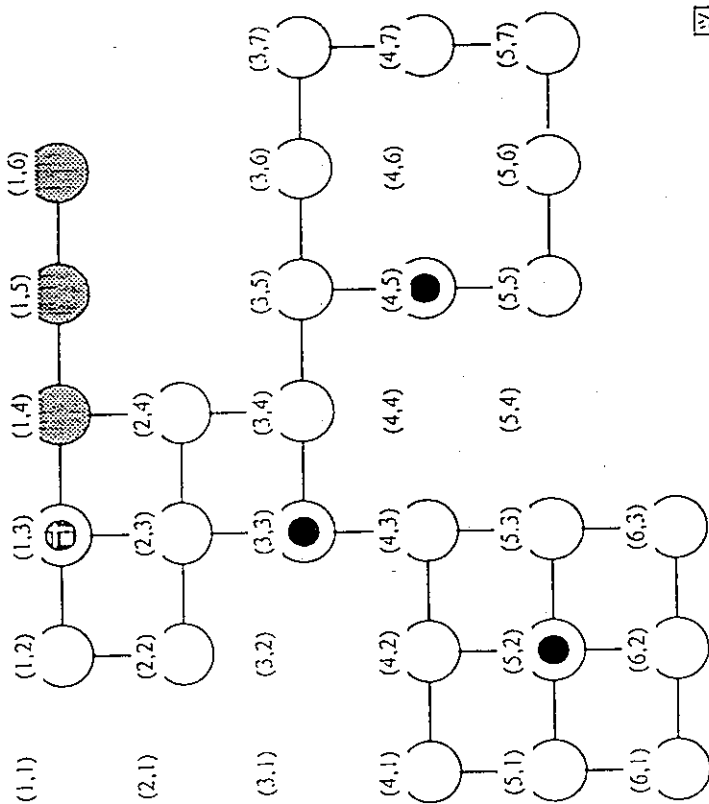 (1,1) (1,2) (1,3) (1,4) (1,5) (1,6)
(2,1) (2,2) (2,3) (2,4)
(3,1) (3,2) (3,3) (3,4) (3,5) (3,6) (3,7)
(4,1) (4,2) (4,3) (4,4) (4,5) (4,6) (4,7)
(5,1) (5,2) (5,3) (5,4) (5,5) (5,6) (5,7)
(6,1) (6,2) (6,3)